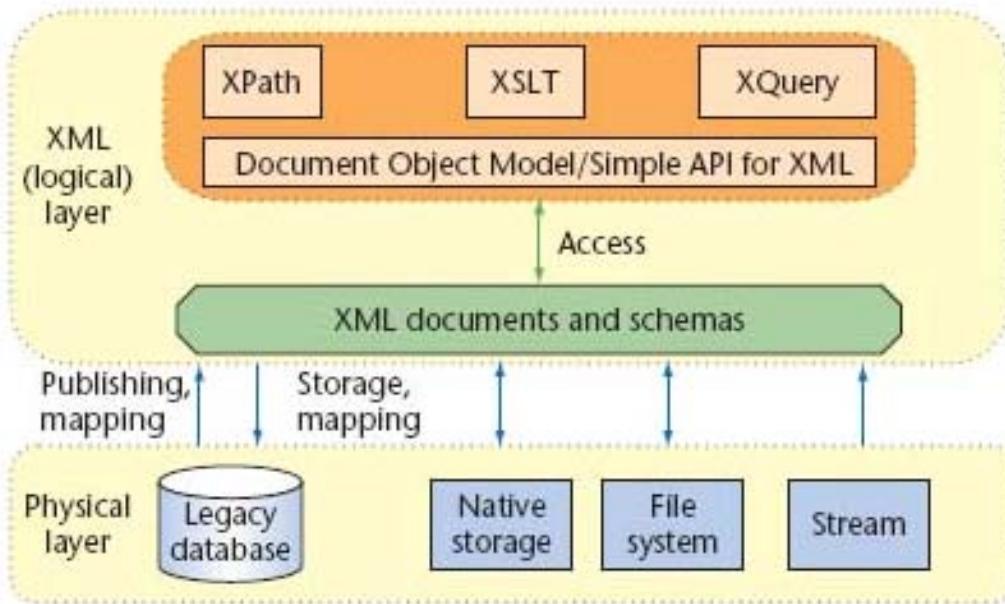 XPath
XSLT
XQuery
XML
(logical)
layer
Document Object Model/Simple API for XML
Access
XML documents and schemas
Publishing,
mapping
Storage,
mapping
Physical
layer
Legacy
database
Native
storage
File
system
Stream